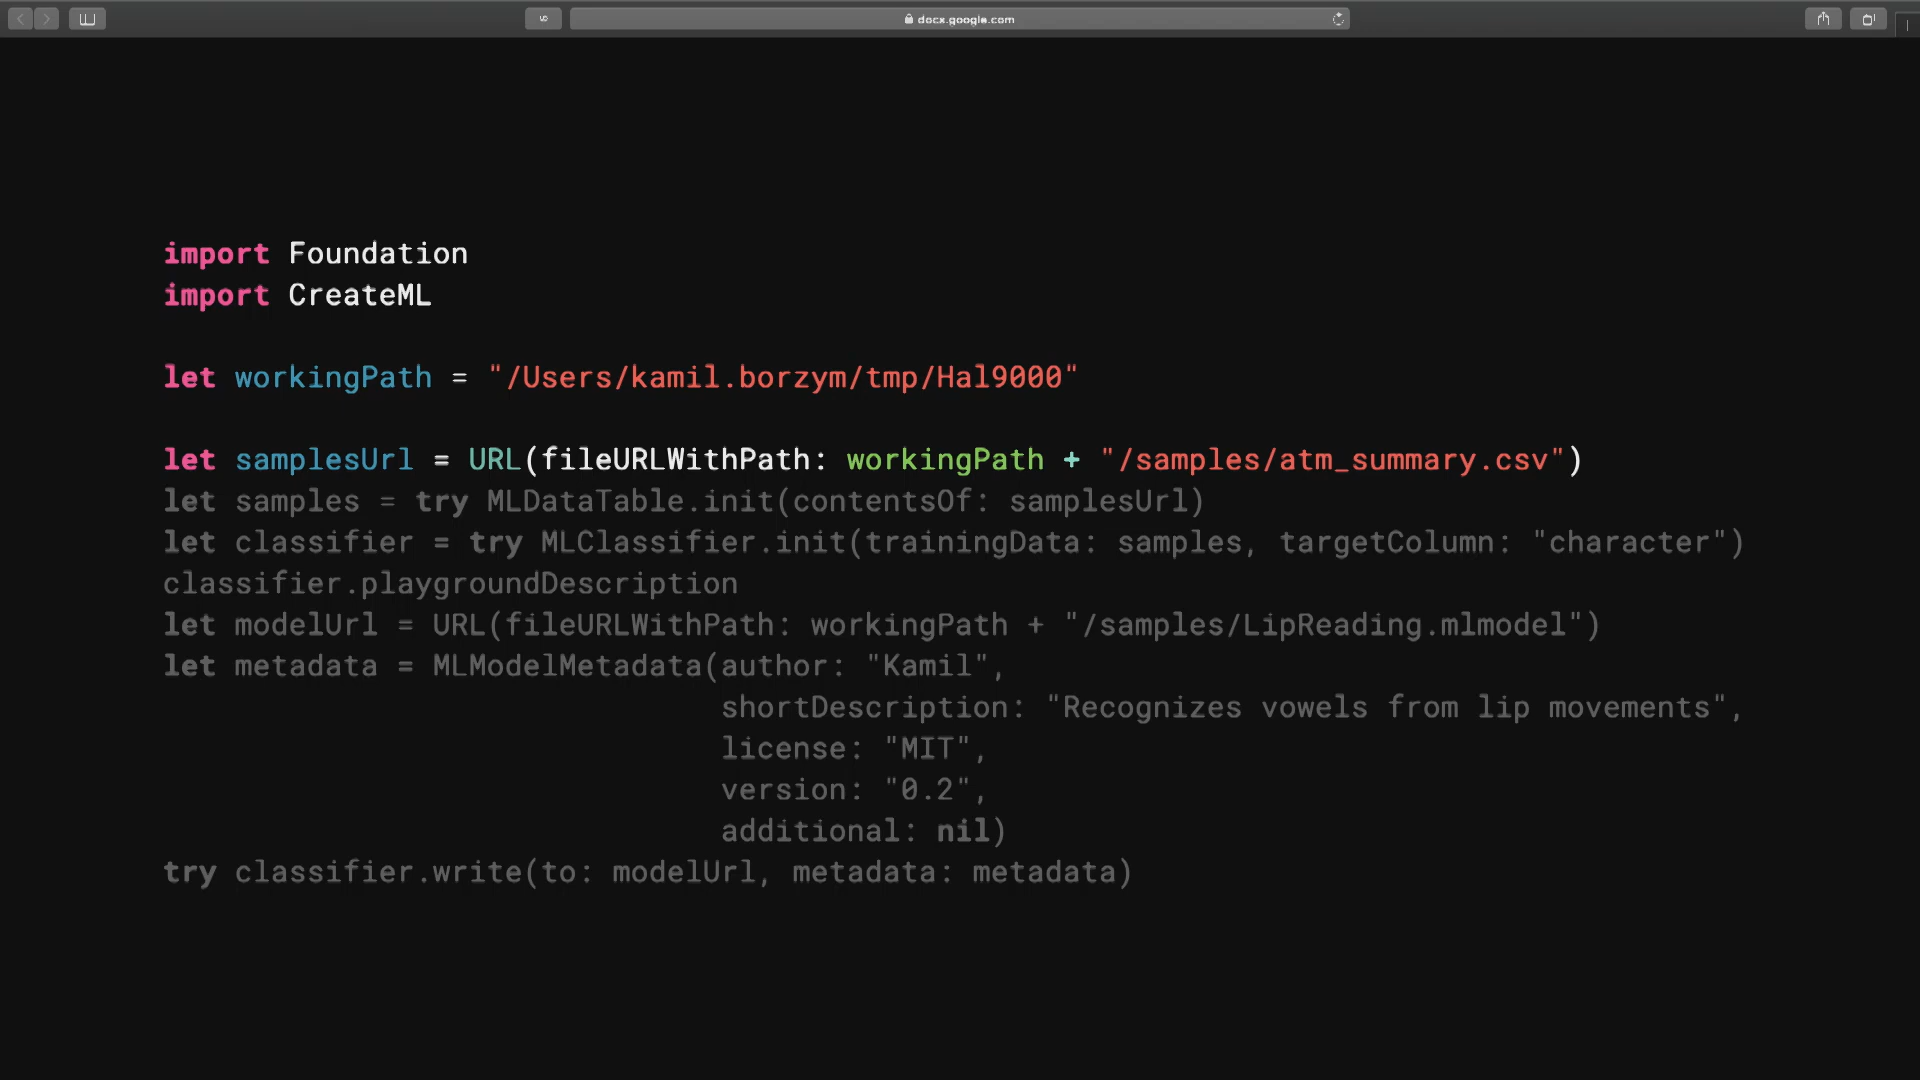 docs.google.com
import Foundation
import CreateML
let workingPath = "/Users/kamil.borzym/tmp/Hal9000"
let samplesUrl = URL(fileURLWithPath: workingPath + "/samples/atm_summary.csv")
let samples = try MLDataTable.init(contentsOf: samplesUrl)
let classifier = try MLClassifier.init(trainingData: samples, targetColumn: "character")
classifier.playgroundDescription
let modelUrl = URL(fileURLWithPath: workingPath + "/samples/LipReading.mlmodel")
let metadata = MLModelMetadata(author: "Kamil",
shortDescription: "Recognizes vowels from lip movements",
license: "MIT",
version: "0.2",
additional: nil)
try classifier.write(to: modelUrl, metadata: metadata)